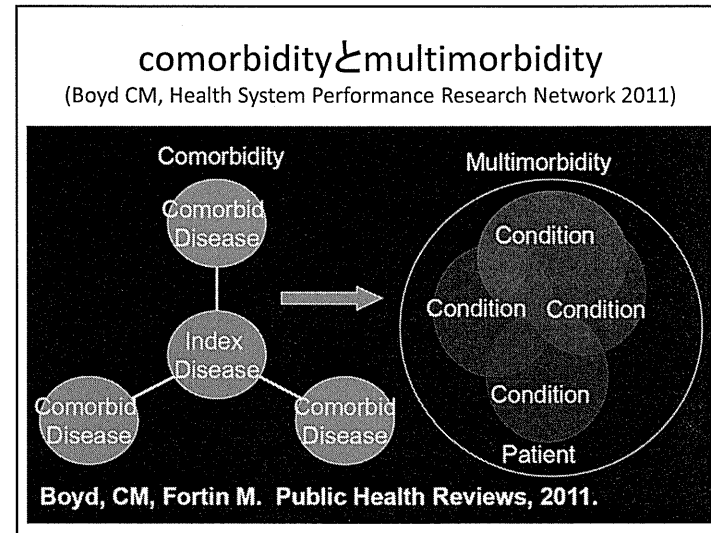 comorbidityとmultimorbidity
(Boyd CM, Health System Performance Research Network 2011)
Comorbidity
Comorbid
Disease
Index
Disease
Comorbid
Disease
Comorbid
Disease
Multimorbidity
Condition
Condition
Condition
Condition
Patient
Boyd, CM, Fortin M. Public Health Reviews, 2011.